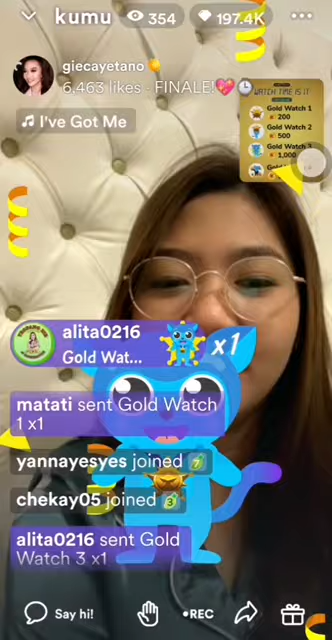 kumu
354
197.4K
giecayetano
6,463 likes · FINALE!
I've Got Me
WATCH TIME IS IT
Gold Watch 1
200
Gold Watch 2
500
Gold Watch 3
1,000
alita0216
Gold Wat...
x1
matati sent Gold Watch
1 x1
yannayesyes joined 7
chekay05 joined 3
alita0216 sent Gold
Watch 3 x1
Say hi!
•REC